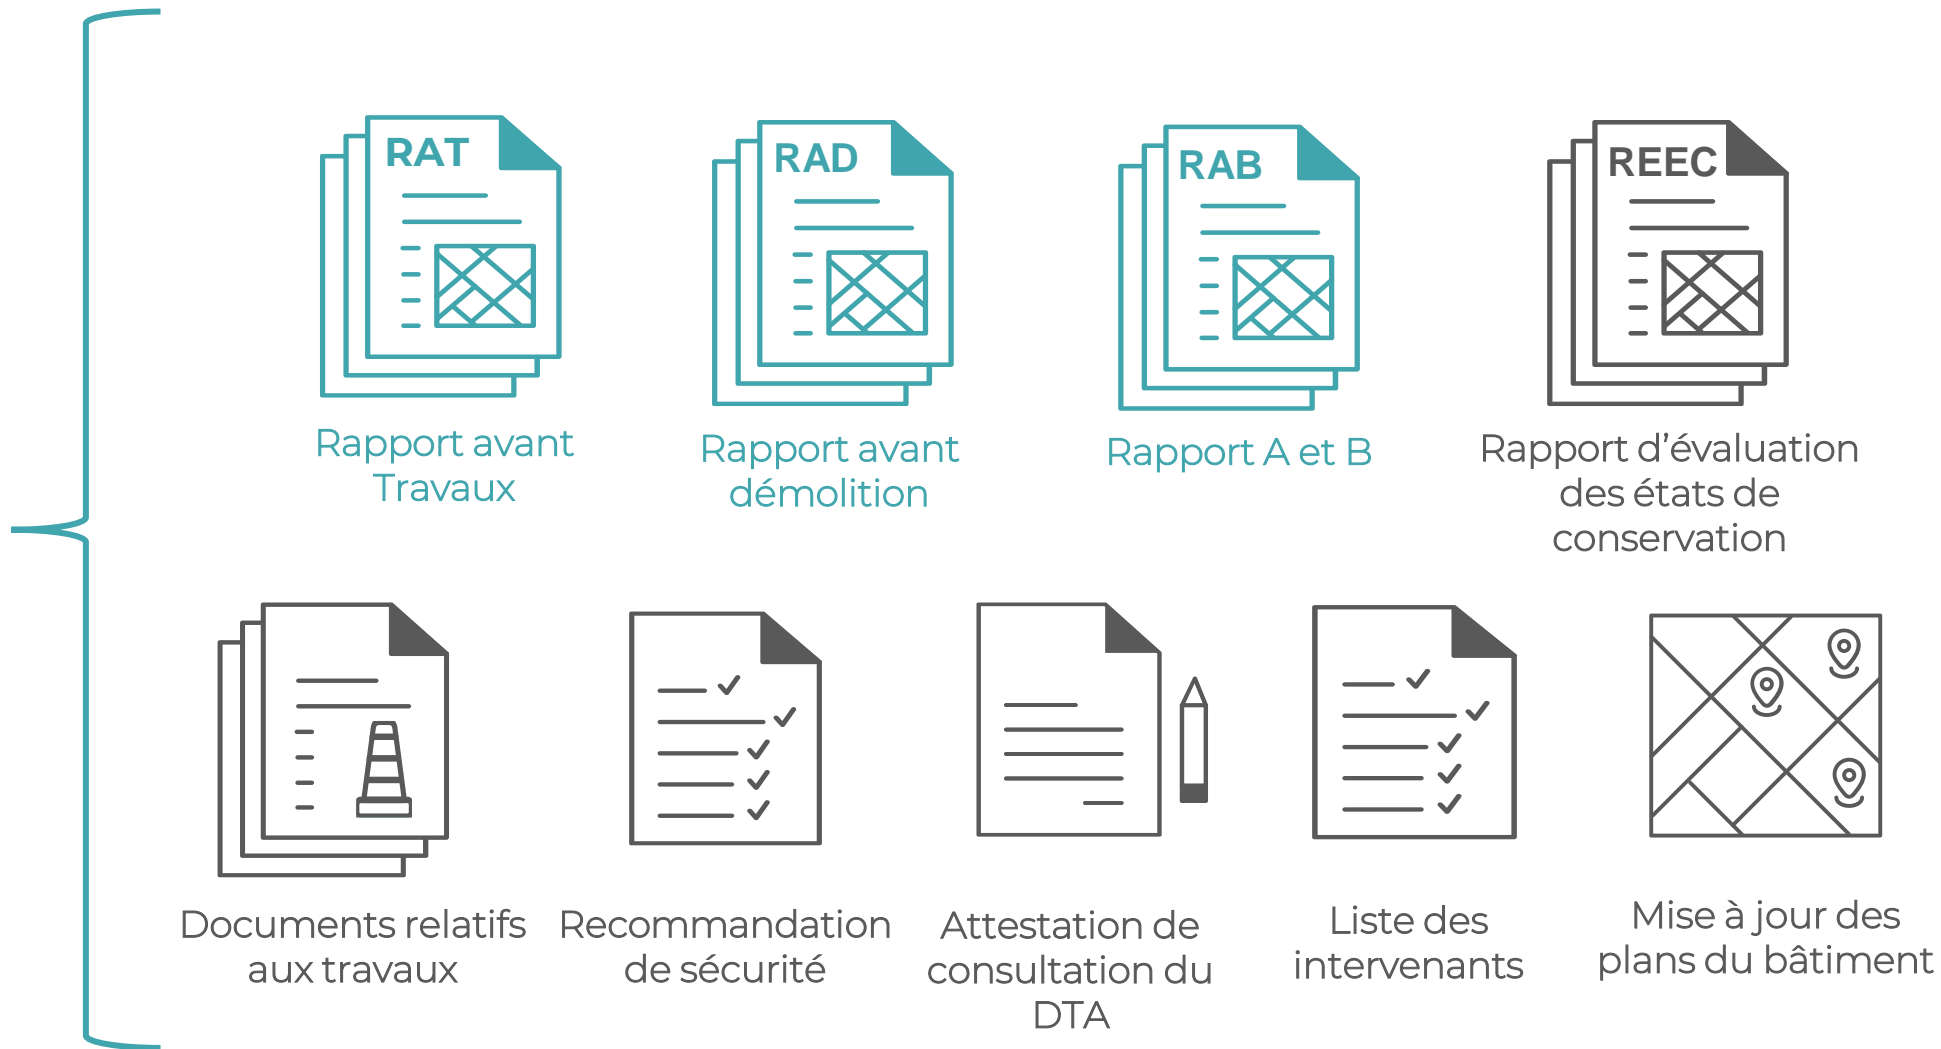 RAT
RAD
RAB
REEC
Rapport avant
Travaux
Rapport avant
démolition
Rapport A et B
Rapport d’évaluation
des états de
conservation
Documents relatifs
aux travaux
Recommandation
de sécurité
Attestation de
consultation du
DTA
Liste des
intervenants
Mise à jour des
plans du bâtiment